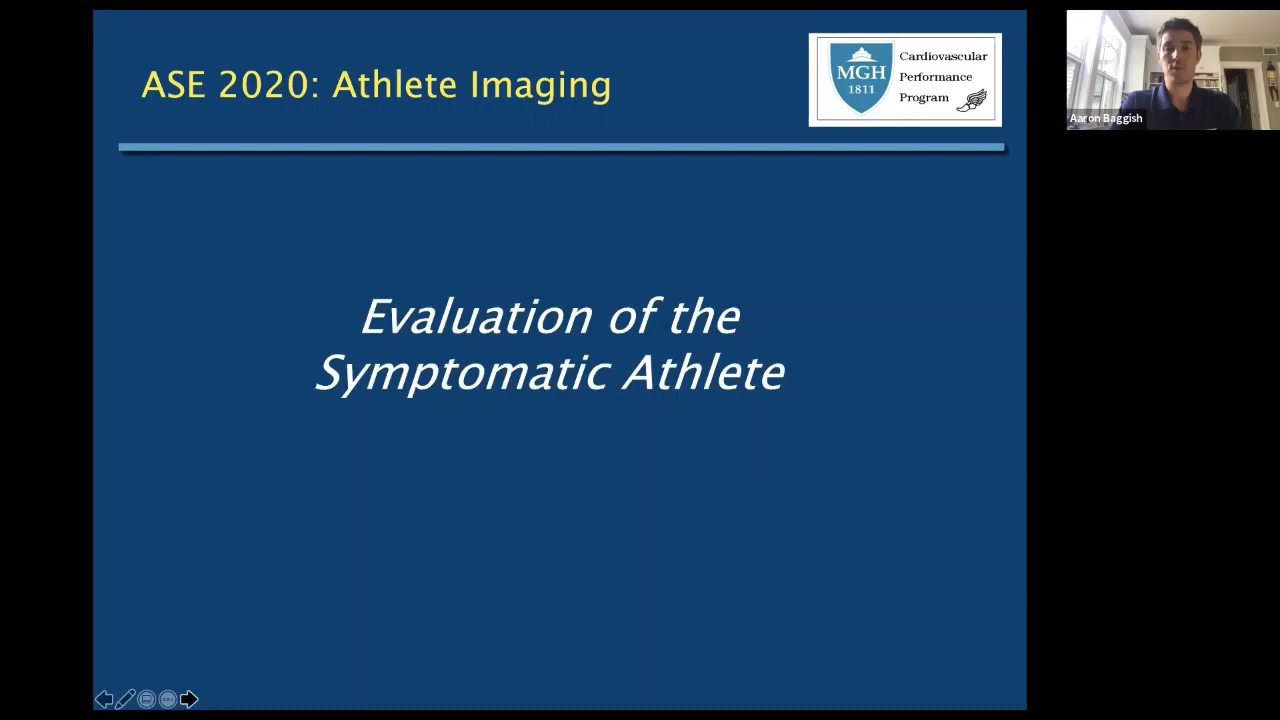 ASE 2020: Athlete Imaging
MGH
1811
Cardiovascular
Performance
Program
Aaron Baggish
Evaluation of the
Symptomatic Athlete